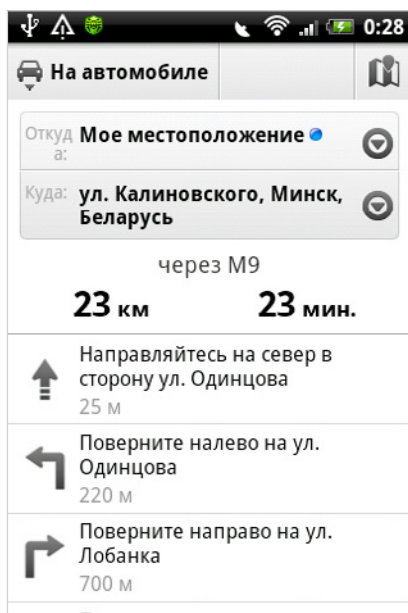 0:28
На автомобиле
Откуд Мое местоположение
а:
Куда: ул. Калиновского, Минск,
Беларусь
через М9
23 км 23 мин.
Направляйтесь на север в
сторону ул. Одинцова
25 м
Поверните налево на ул.
Одинцова
220 м
Поверните направо на ул.
Лобанка
700 м